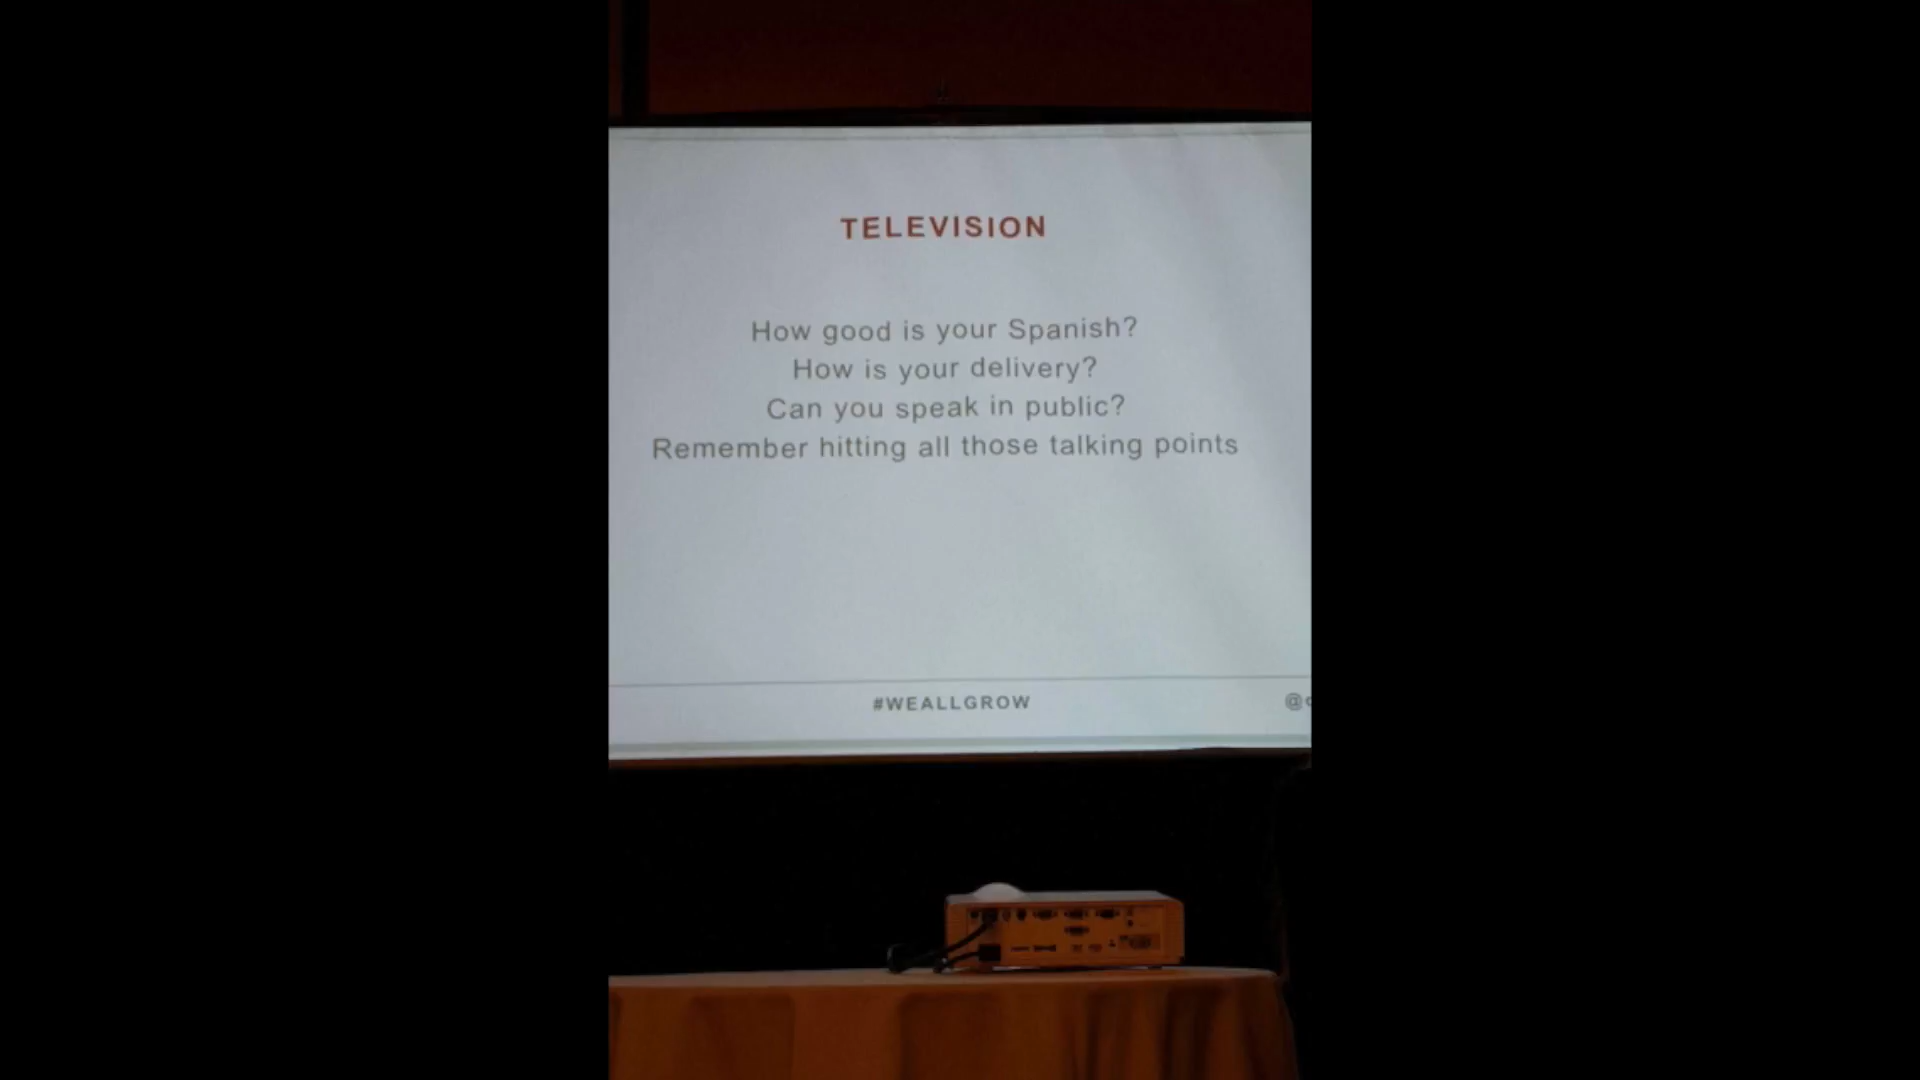 TELEVISION
How good is your Spanish?
How is your delivery?
Can you speak in public?
Remember hitting all those talking points
#WEALLGROW